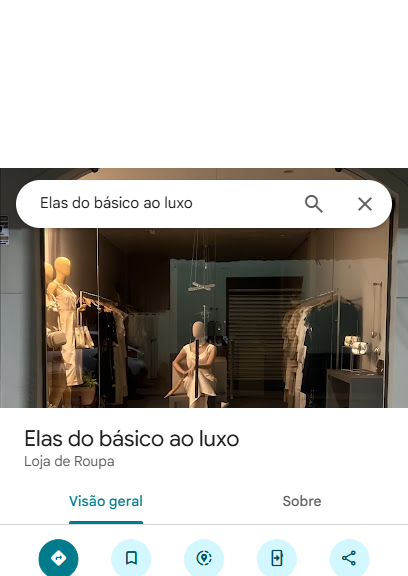 Elas do básico ao luxo
Elas do básico ao luxo
Loja de Roupa
Visão geral
Sobre